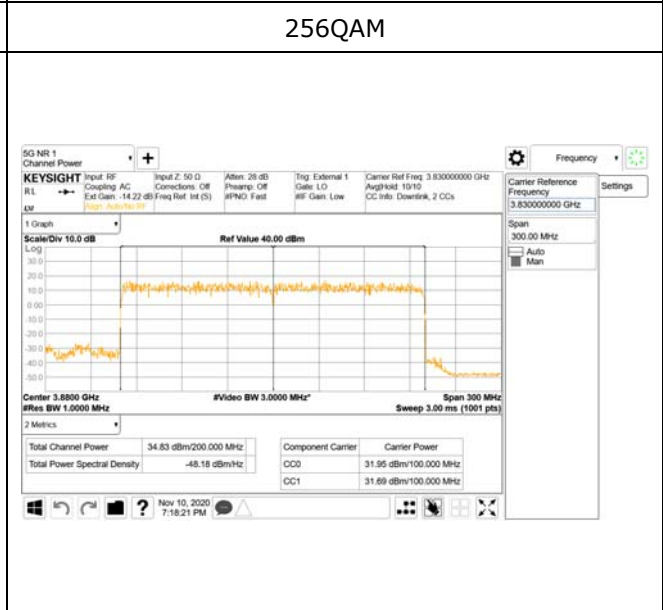 256QAM
5G NR 1
Channel Power
Frequency
KEYSIGHT
RL
Input: RF
Coupling: AC
Ext Gain: -14.22 dB
Align: Auto/No RF
Input Z: 50 Ω
Corrections: Off
Freq Ref: Int (S)
Atten: 28 dB
Preamp: Off
#PNO: Fast
Trig: External 1
Gate: LO
#IF Gain: Low
Carrier Ref Freq: 3.830000000 GHz
Avg|Hold: 10/10
CC Info: Downlink, 2 CCs
Carrier Reference
Frequency
3.830000000 GHz
Settings
Span
300.00 MHz
Auto
Man
1 Graph
Scale/Div 10.0 dB
Ref Value 40.00 dBm
Log
30.0
20.0
10.0
0.00
-10.0
-20.0
-30.0
-40.0
-50.0
Center 3.8800 GHz
#Video BW 3.0000 MHz*
Span 300 MHz
#Res BW 1.0000 MHz
Sweep 3.00 ms (1001 pts)
2 Metrics
Total Channel Power 34.83 dBm/200.000 MHz
Total Power Spectral Density -48.18 dBm/Hz
Component Carrier Carrier Power
CC0 31.95 dBm/100.000 MHz
CC1 31.69 dBm/100.000 MHz
?
Nov 10, 2020
7:18:21 PM